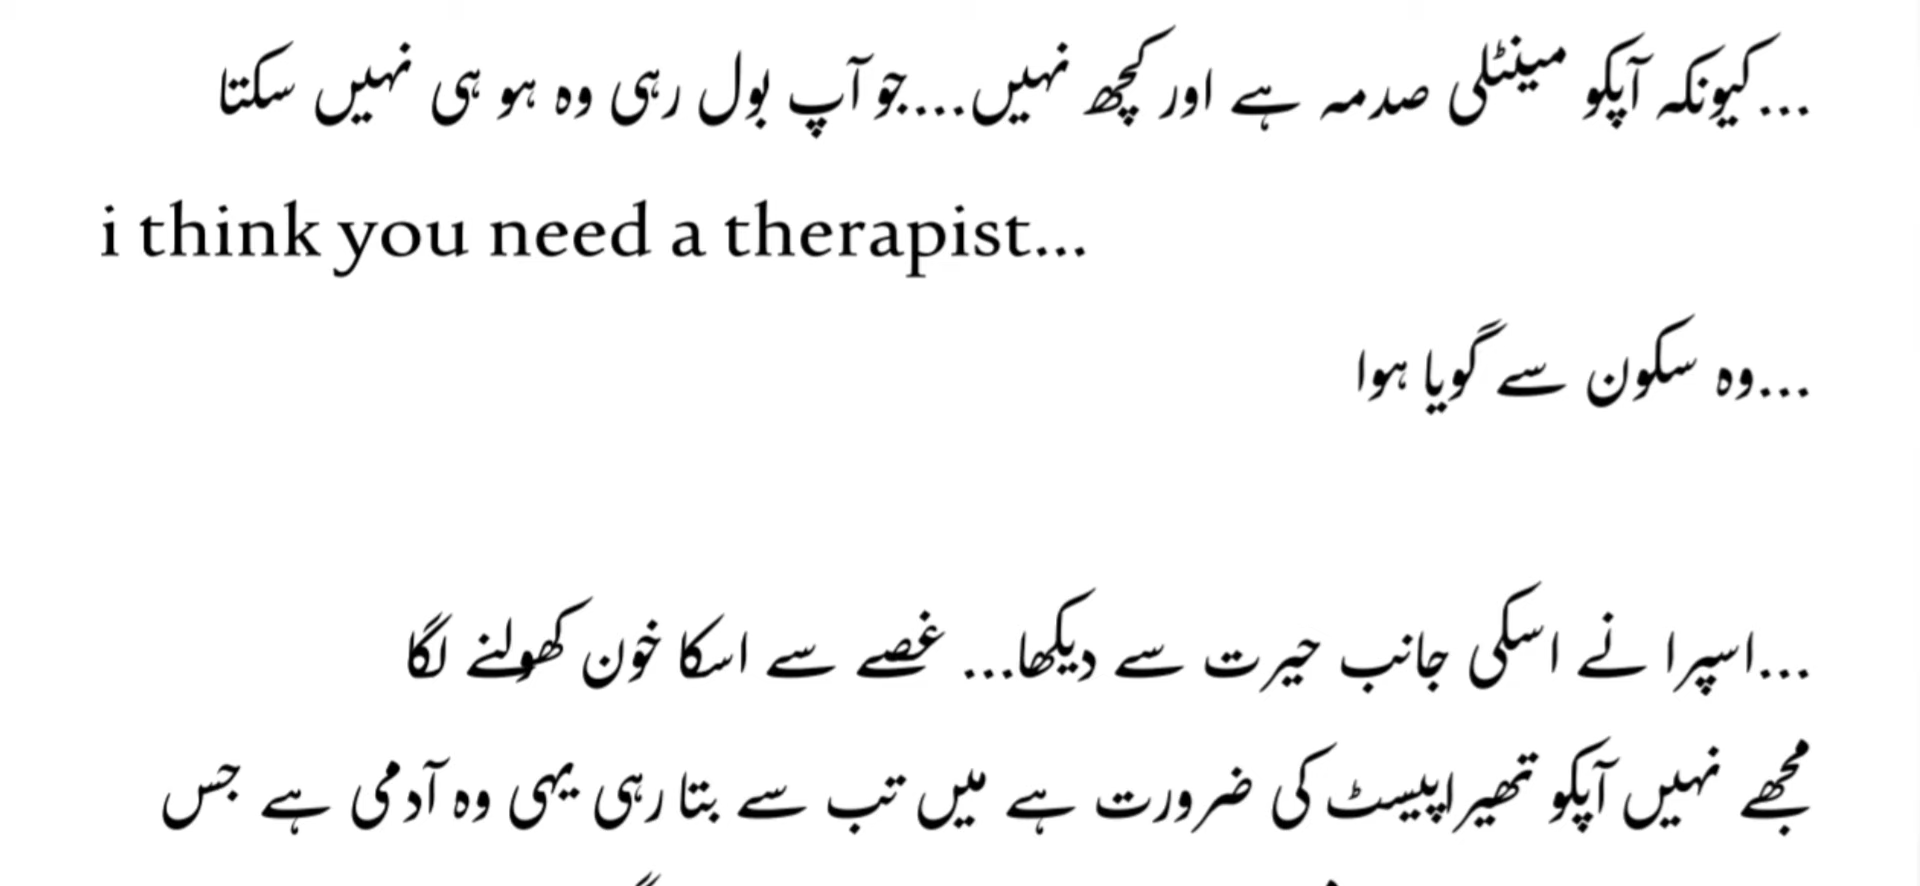 ...کیونکہ آپکو مینٹلی صدمہ ہے اور کچھ نہیں...جو آپ بول رہی وہ ہو ہی نہیں سکتا
i think you need a therapist...
...وہ سکون سے گویا ہوا
...اسپرا نے اسکی جانب حیرت سے دیکھا... غصے سے اسکا خون کھولنے لگا
مجھے نہیں آپکو تھیراپیسٹ کی ضرورت ہے میں تب سے بتا رہی یہی وہ آدمی ہے جس